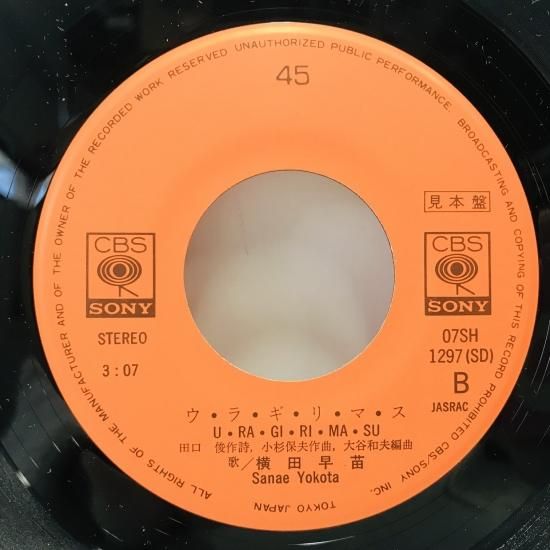 ALL RIGHTS OF THE MANUFACTURER AND OF THE OWNER OF THE RECORDED WORK RESERVED UNAUTHORIZED PUBLIC PERFORMANCE. BROADCASTING AND COPYING OF THIS RECORD PROHIBITED CBS/SONY INC. TOKYO JAPAN
45
見本盤
CBS
SONY
CBS
SONY
STEREO
3:07
07SH
1297(SD)
B
JASRAC
ウ・ラ・ギ・リ・マ・ス
U・RA・GI・RI・MA・SU
田口 俊作詩, 小杉保夫作曲, 大谷和夫編曲
歌/横田早苗
Sanae Yokota